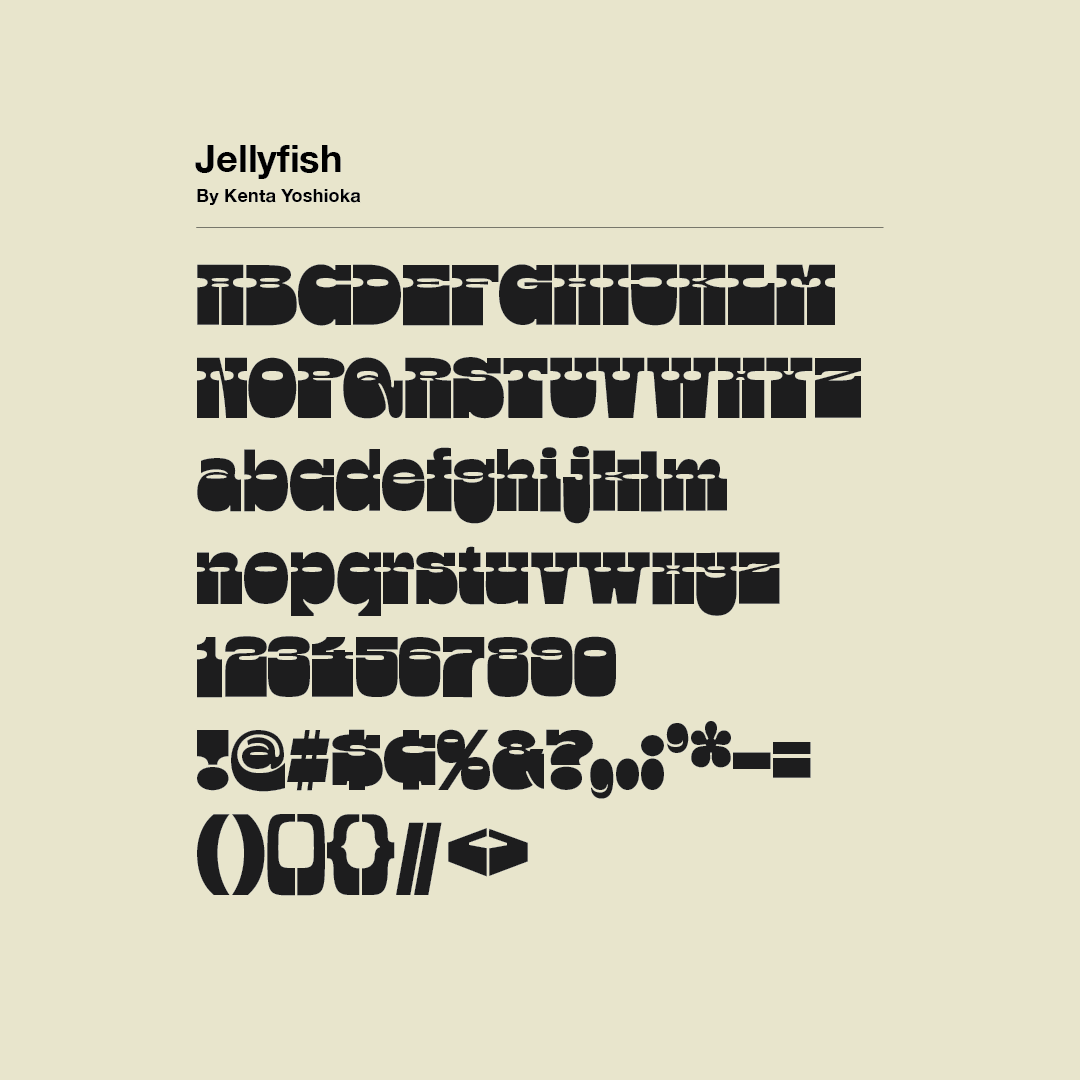 Jellyfish
By Kenta Yoshioka
ABCDEFGHIJKLM
NOPQRSTUVWXYZ
abcdefghijklm
nopqrstuvwxyz
1234567890
!@#$¢%&?,.:'*-=
()[]{}//<>